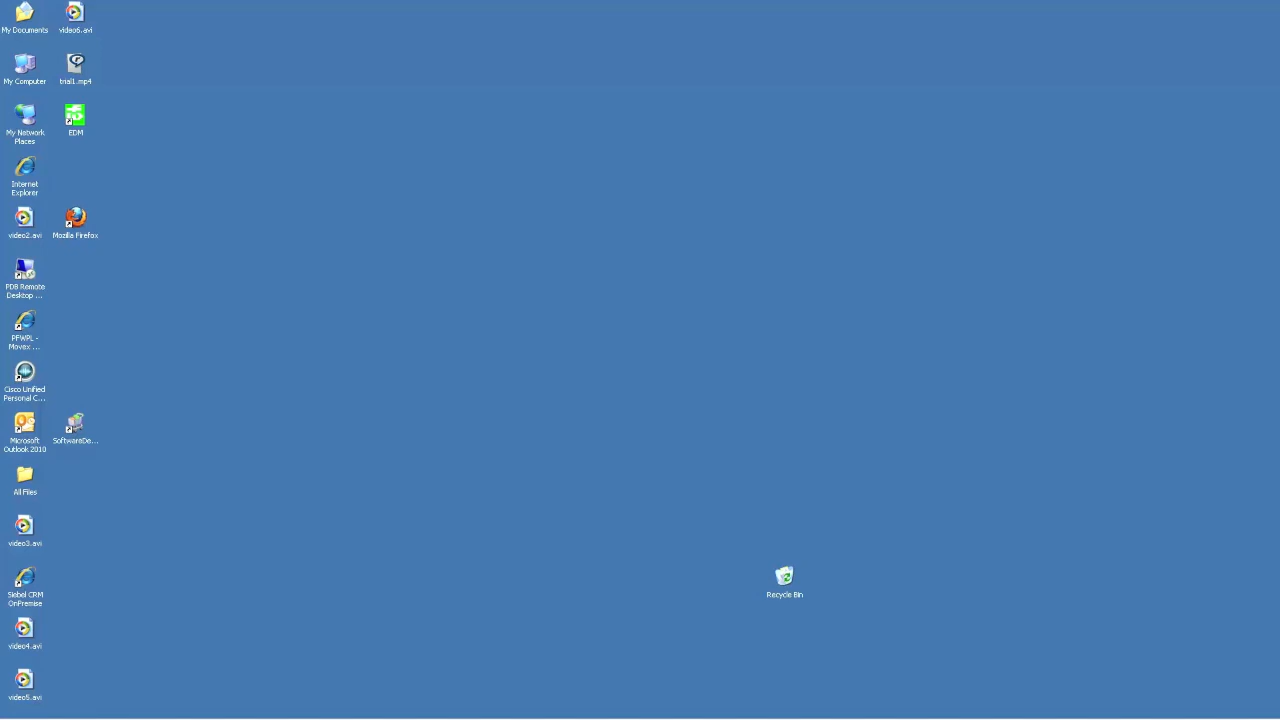 My Documents
video6.avi
My Computer
trial1.mp4
My Network
Places
EDM
Internet
Explorer
video2.avi
Mozilla Firefox
PDB Remote
Desktop ...
PFWPL -
Movex ...
Cisco Unified
Personal C...
Microsoft
Outlook 2010
SoftwareDe...
All Files
video3.avi
Siebel CRM
OnPremise
Recycle Bin
video4.avi
video5.avi